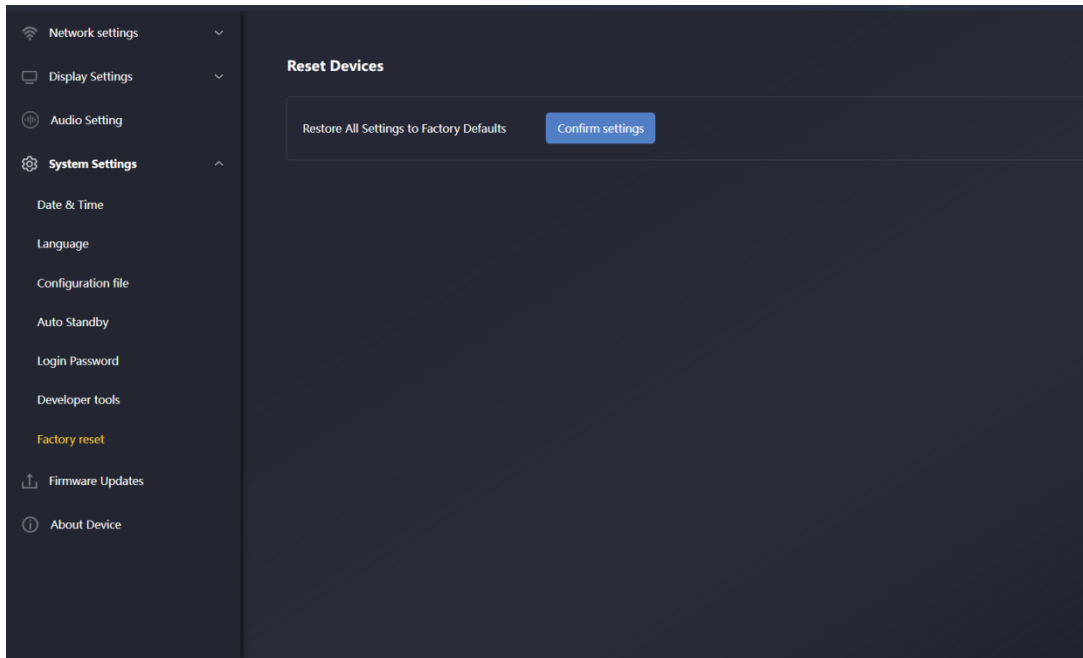 Network settings
Display Settings
Audio Setting
System Settings
Date & Time
Language
Configuration file
Auto Standby
Login Password
Developer tools
Factory reset
Firmware Updates
About Device
Reset Devices
Restore All Settings to Factory Defaults
Confirm settings